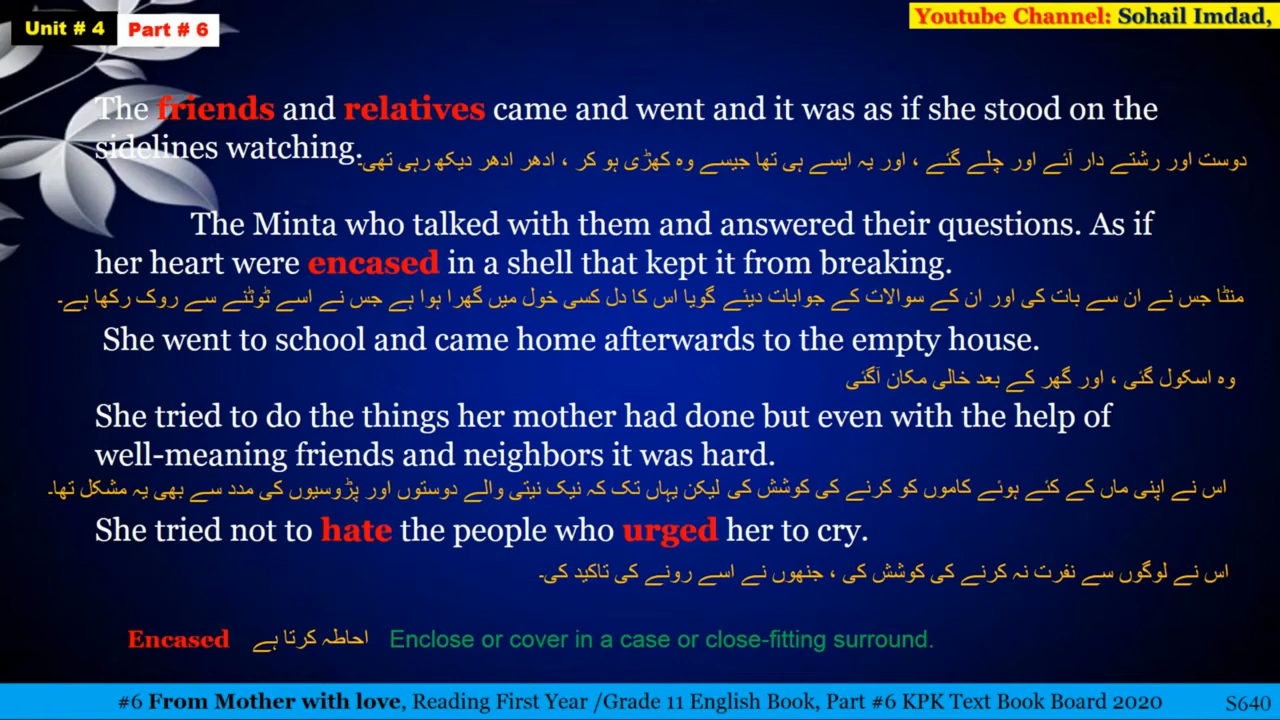 Unit # 4
Part # 6
Youtube Channel: Sohail Imdad,
The friends and relatives came and went and it was as if she stood on the
sidelines watching.
دوست اور رشتے دار آئے اور چلے گئے ، اور یہ ایسے ہی تھا جیسے وہ کھڑی ہو کر ، ادھر ادھر دیکھ رہی تھی۔
The Minta who talked with them and answered their questions. As if
her heart were encased in a shell that kept it from breaking.
منٹا جس نے ان سے بات کی اور ان کے سوالات کے جوابات دیئے گویا اس کا دل کسی خول میں گھرا ہوا ہے جس نے اسے ٹوٹنے سے روک رکھا ہے۔
She went to school and came home afterwards to the empty house.
وہ اسکول گئی ، اور گھر کے بعد خالی مکان آگئی
She tried to do the things her mother had done but even with the help of
well-meaning friends and neighbors it was hard.
اس نے اپنی ماں کے کئے ہوئے کاموں کو کرنے کی کوشش کی لیکن یہاں تک کہ نیک نیتی والے دوستوں اور پڑوسیوں کی مدد سے بھی یہ مشکل تھا۔
She tried not to hate the people who urged her to cry.
اس نے لوگوں سے نفرت نہ کرنے کی کوشش کی ، جنھوں نے اسے رونے کی تاکید کی۔
Encased احاطہ کرتا ہے Enclose or cover in a case or close-fitting surround.
#6 From Mother with love, Reading First Year /Grade 11 English Book, Part #6 KPK Text Book Board 2020 S640